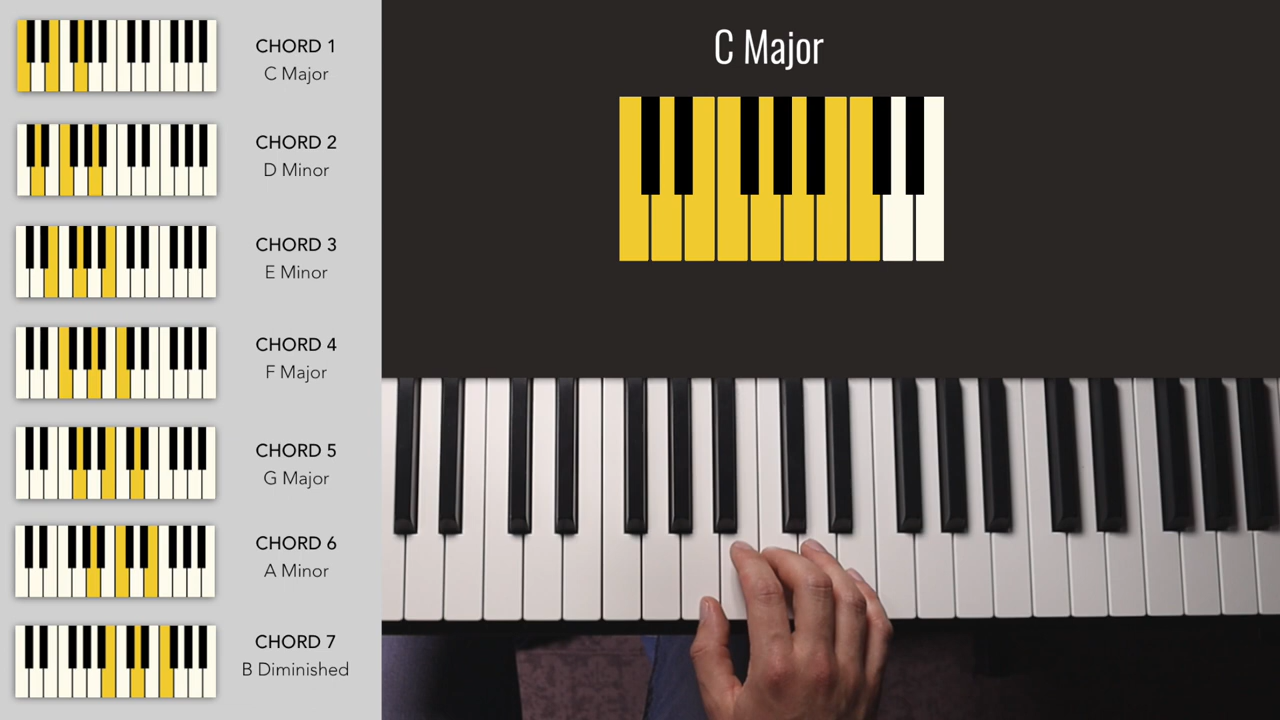 CHORD 1
C Major
CHORD 2
D Minor
CHORD 3
E Minor
CHORD 4
F Major
CHORD 5
G Major
CHORD 6
A Minor
CHORD 7
B Diminished
C Major